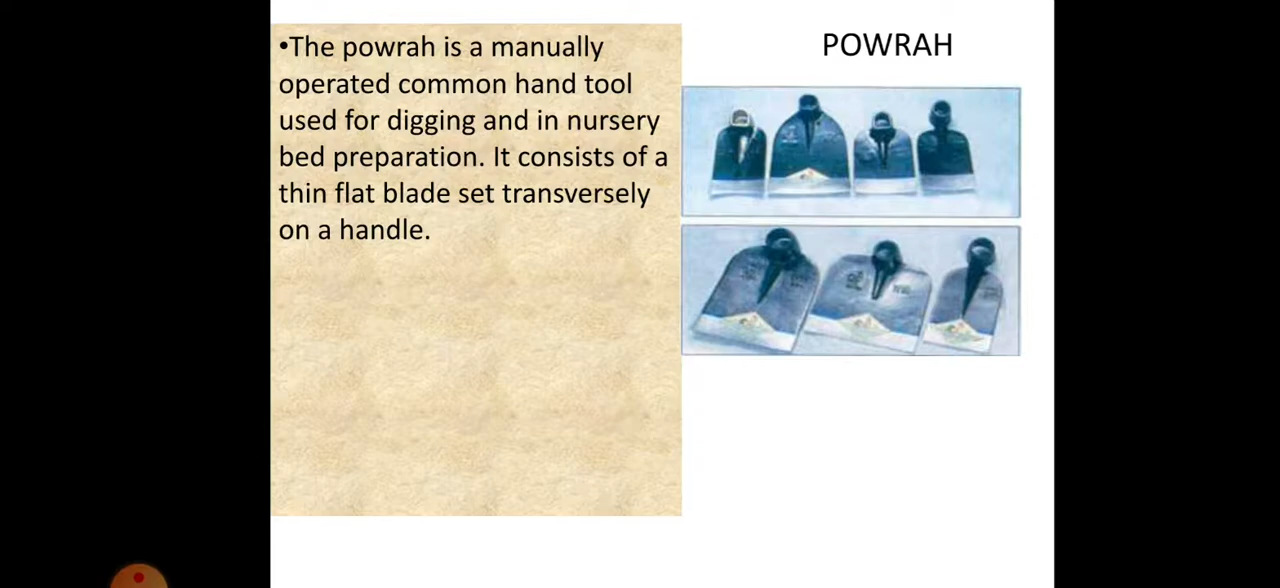 POWRAH
•The powrah is a manually
operated common hand tool
used for digging and in nursery
bed preparation. It consists of a
thin flat blade set transversely
on a handle.